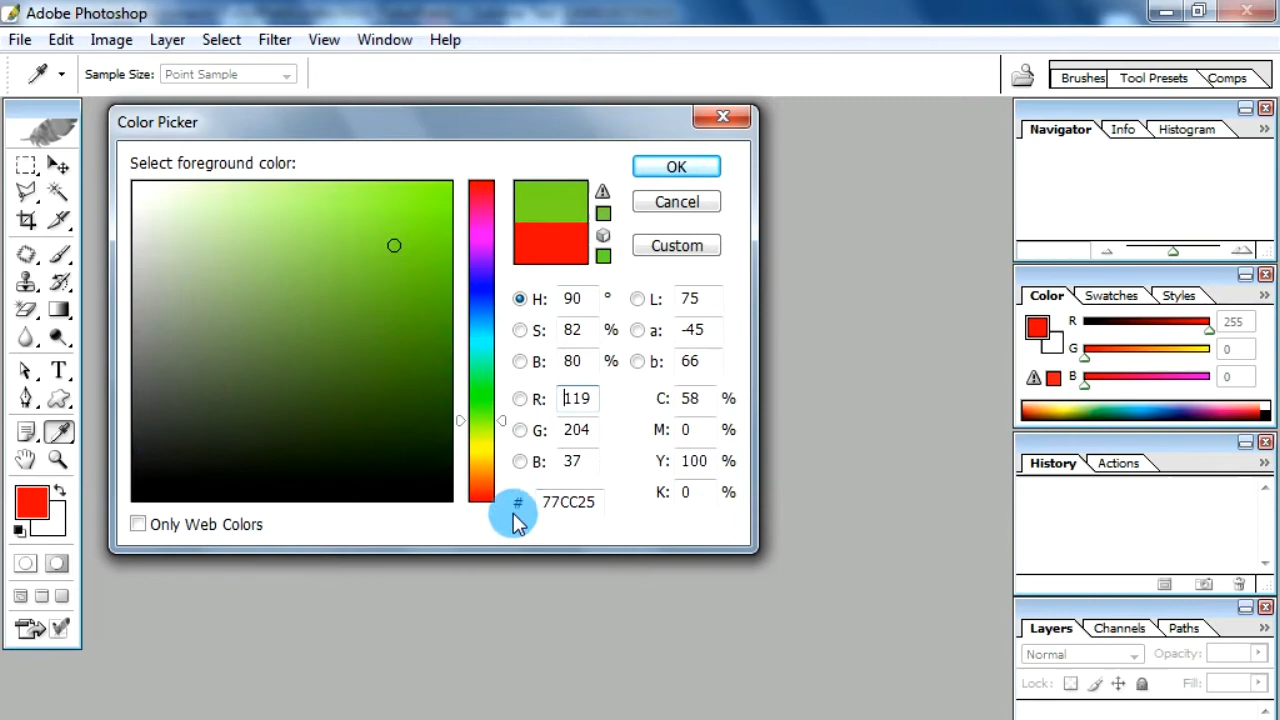 Adobe Photoshop
File Edit Image Layer Select Filter View Window Help
Sample Size: Point Sample
Brushes Tool Presets Comps
Color Picker
Select foreground color:
OK
Cancel
Custom
H: 90 ° L: 75
S: 82 % a: -45
B: 80 % b: 66
R: 119 C: 58 %
G: 204 M: 0 %
B: 37 Y: 100 %
# 77CC25 K: 0 %
Only Web Colors
T
Navigator Info Histogram
Color Swatches Styles
R 255
G 0
B 0
History Actions
Layers Channels Paths
Normal Opacity:
Lock: Fill: